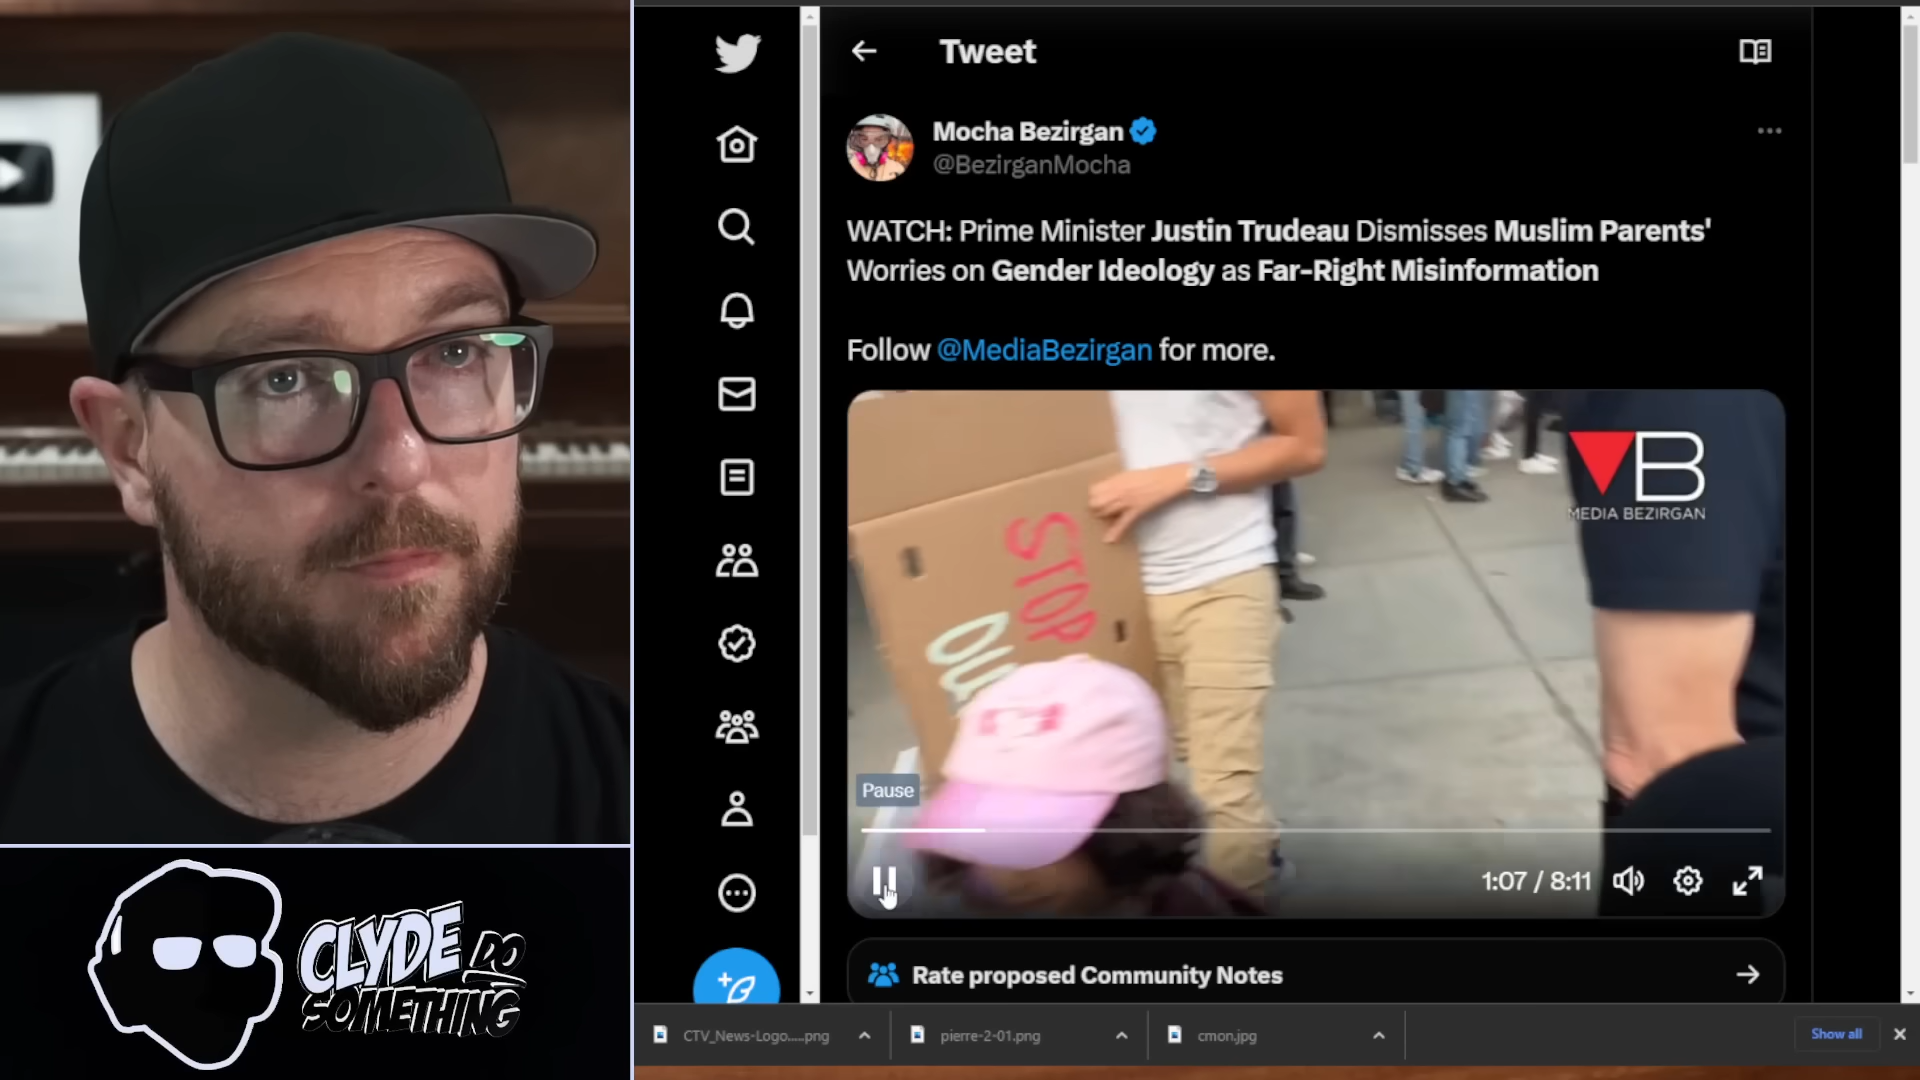 Tweet
Mocha Bezirgan
@BezirganMocha
WATCH: Prime Minister Justin Trudeau Dismisses Muslim Parents'
Worries on Gender Ideology as Far-Right Misinformation
Follow @MediaBezirgan for more.
VB
MEDIA BEZIRGAN
STOP
Pause
1:07 / 8:11
Rate proposed Community Notes
CLYDE DO
SOMETHING
CTV_News-Logo.....png
pierre-2-01.png
cmon.jpg
Show all